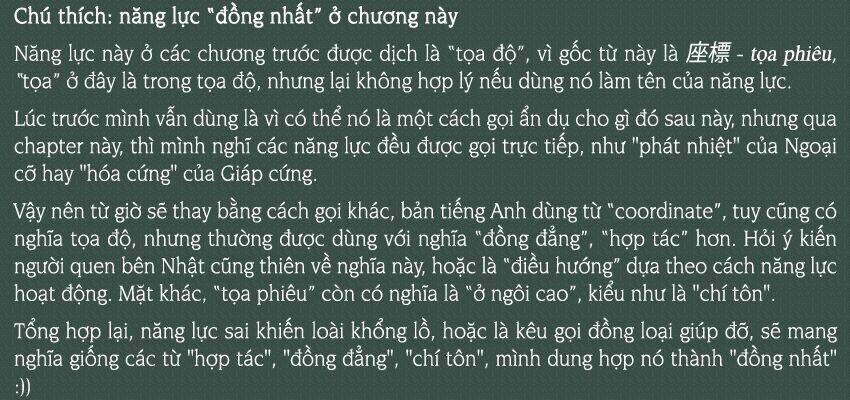 Chú thích: năng lực “đồng nhất” ở chương này
Năng lực này ở các chương trước được dịch là “tọa độ”, vì gốc từ này là 座標 - tọa phiêu,
“tọa” ở đây là trong tọa độ, nhưng lại không hợp lý nếu dùng nó làm tên của năng lực.
Lúc trước mình vẫn dùng là vì có thể nó là một cách gọi ẩn dụ cho gì đó sau này, nhưng qua
chapter này, thì mình nghĩ các năng lực đều được gọi trực tiếp, như "phát nhiệt" của Ngoại
cỡ hay "hóa cứng" của Giáp cứng.
Vậy nên từ giờ sẽ thay bằng cách gọi khác, bản tiếng Anh dùng từ “coordinate”, tuy cũng có
nghĩa tọa độ, nhưng thường được dùng với nghĩa “đồng đẳng”, “hợp tác” hơn. Hỏi ý kiến
người quen bên Nhật cũng thiên về nghĩa này, hoặc là “điều hướng” dựa theo cách năng lực
hoạt động. Mặt khác, “tọa phiêu” còn có nghĩa là “ở ngôi cao”, kiểu như là "chí tôn".
Tổng hợp lại, năng lực sai khiến loài khổng lồ, hoặc là kêu gọi đồng loại giúp đỡ, sẽ mang
nghĩa giống các từ "hợp tác", "đồng đẳng", "chí tôn", mình dung hợp nó thành "đồng nhất"
:))